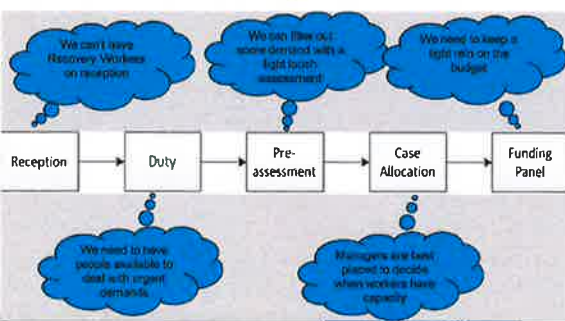 We can't have
Recovery Workers
on reception
We can filter out
some demand with a
light touch
assessment
We need to keep a
tight rein on the
budget
Reception
Duty
Pre-
assessment
Case
Allocation
Funding
Panel
We need to have
people available to
deal with urgent
demands
Managers are best
placed to decide
when workers have
capacity